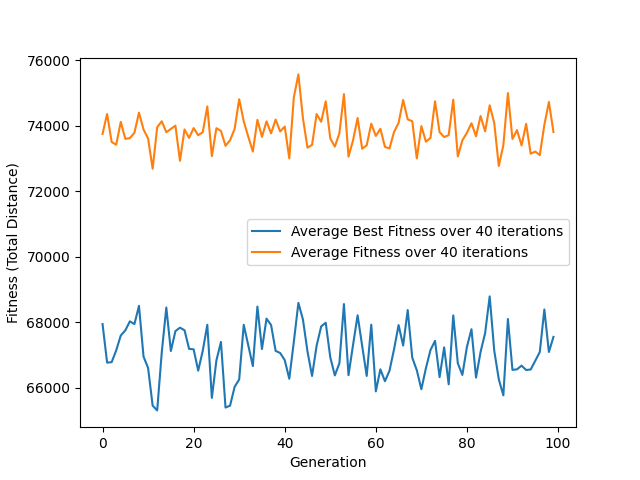 76000
74000
72000
70000
68000
66000
Fitness (Total Distance)
Average Best Fitness over 40 iterations
Average Fitness over 40 iterations
0 20 40 60 80 100
Generation